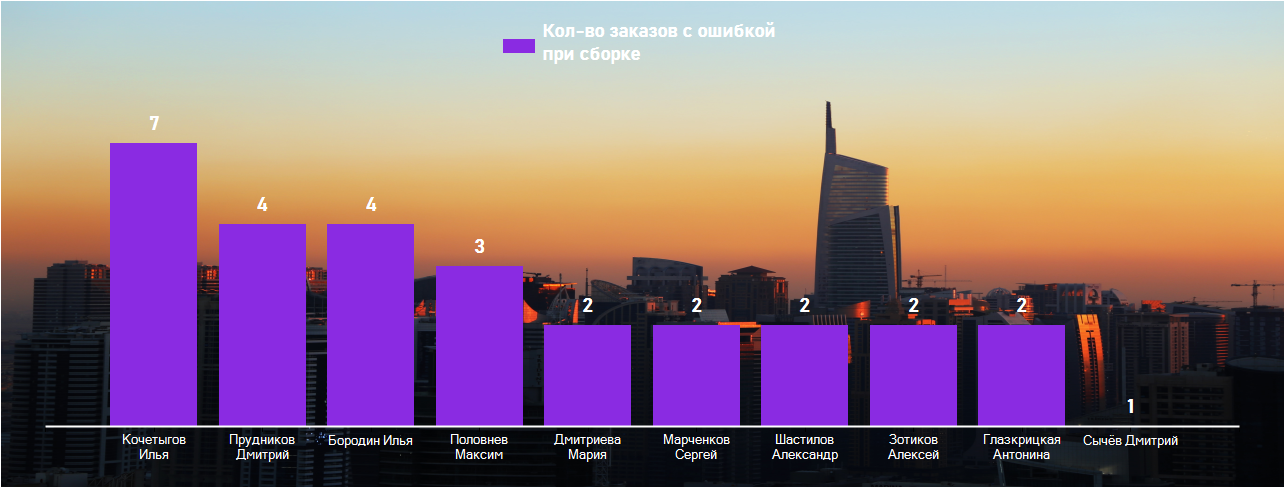 Кол-во заказов с ошибкой
при сборке
7
4
4
3
2
2
2
2
2
1
Кочетыгов
Илья
Прудников
Дмитрий
Бородин Илья
Половнев
Максим
Дмитриева
Мария
Марченков
Сергей
Шастилов
Александр
Зотиков
Алексей
Глазкрицкая
Антонина
Сычёв Дмитрий